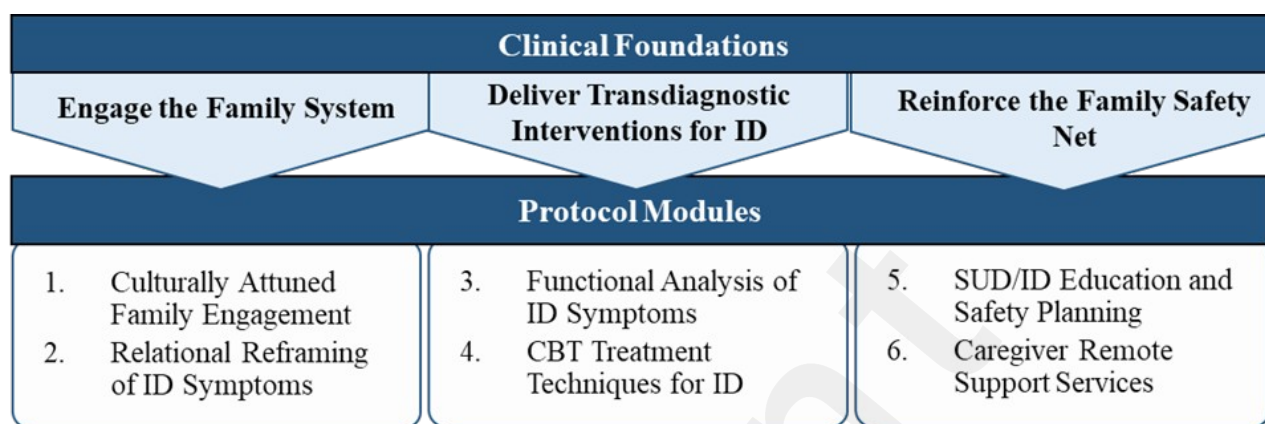 Clinical Foundations
Engage the Family System
Deliver Transdiagnostic
Interventions for ID
Reinforce the Family Safety
Net
Protocol Modules
1. Culturally Attuned
Family Engagement
2. Relational Reframing
of ID Symptoms
3. Functional Analysis of
ID Symptoms
4. CBT Treatment
Techniques for ID
5. SUD/ID Education and
Safety Planning
6. Caregiver Remote
Support Services